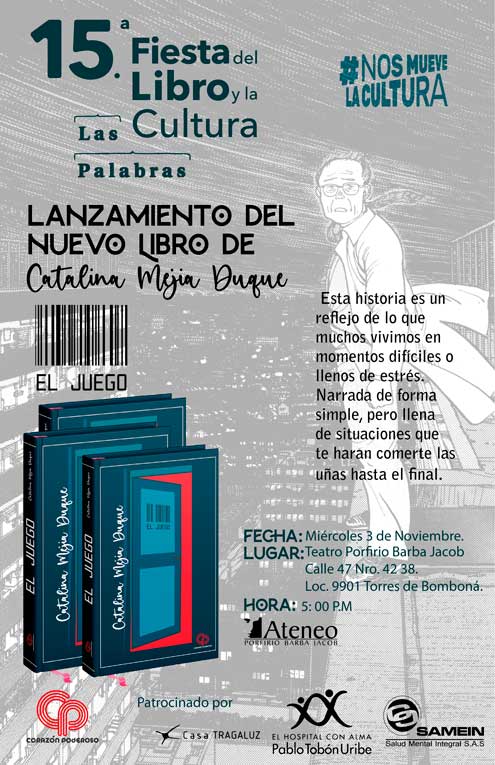 15.ª Fiesta del
Libro y la
Cultura
Las
Palabras
#NOS MUEVE
LA CULTURA
LANZAMIENTO DEL
NUEVO LIBRO DE
Catalina Mejia Duque
EL JUEGO
Esta historia es un
reflejo de lo que
muchos vivimos en
momentos difíciles o
llenos de estrés.
Narrada de forma
simple, pero llena
de situaciones que
te haran comerte las
uñas hasta el final.
EL JUEGO
Catalina Mejia Duque
EL JUEGO
Catalina Mejia Duque
Catalina Mejia Duque
EL JUEGO
FECHA: Miércoles 3 de Noviembre.
LUGAR: Teatro Porfirio Barba Jacob
Calle 47 Nro. 42 38.
Loc. 9901 Torres de Bomboná.
HORA: 5:00 P.M
Ateneo
PORFIRIO BARBA JACOB
Patrocinado por
CORAZÓN PODEROSO
Casa TRAGALUZ
EL HOSPITAL CON ALMA
Pablo Tobón Uribe
SAMEIN
Salud Mental Integral S.A.S